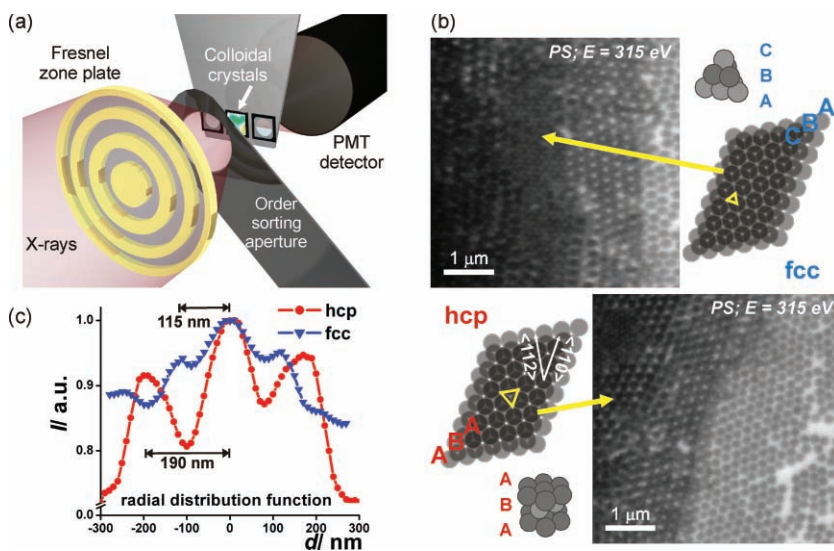 (a)
Fresnel
zone plate
Colloidal
crystals
PMT
detector
Order
sorting
aperture
X-rays
(b)
PS; E = 315 eV
C
B
A
A
B
C
1 µm
fcc
(c)
115 nm
hcp
fcc
I/ a.u.
1.0
0.9
0.8
1.0
190 nm
radial distribution function
-300 -200 -100 0 100 200 300
d/ nm
hcp
<112>
<110>
A
B
A
A
B
A
PS; E = 315 eV
1 µm